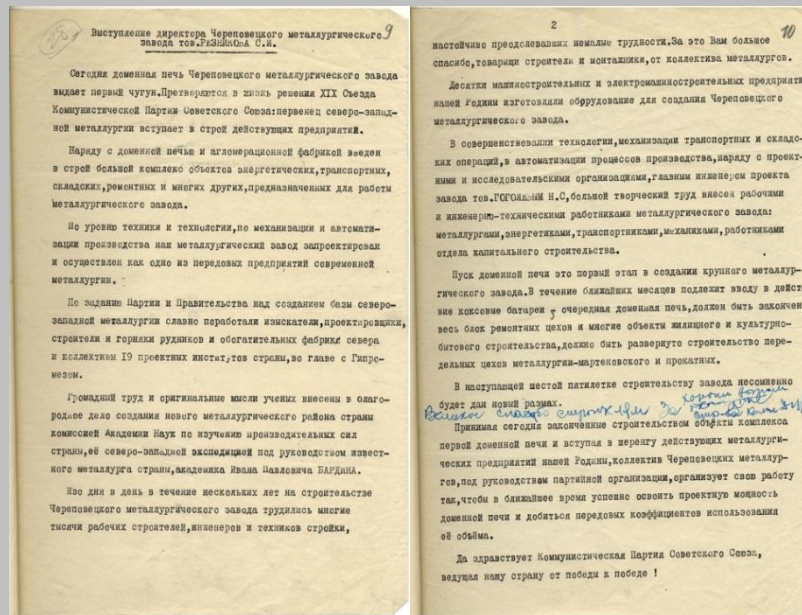 9
Выступление директора Череповецкого металлургического
завода тов.РЕЗНИКОВА С.И.
Сегодня доменная печь Череповецкого металлургического завода
выдает первый чугун.Претворяются в жизнь решения XIX Съезда
Коммунистической Партии Советского Союза:первенец северо-запад-
ной металлургии вступает в строй действующих предприятий.
Наряду с доменной печью и агломерационной фабрикой введен
в строй большой комплекс объектов энергетических,транспортных,
складских,ремонтных и многих других,предназначенных для работы
металлургического завода.
По уровню техники и технологии,по механизации и автомати-
зации производства наш металлургический завод запроектирован
и осуществлен как одно из передовых предприятий современной
металлургии.
По заданию Партии и Правительства над созданием базы северо-
западной металлургии славно поработали изыскатели,проектировщики,
строители и горняки рудников и обогатительных фабрик севера
и коллективы 19 проектных институтов страны,во главе с Гипро-
мезом.
Громадный труд и оригинальные мысли ученых внесены в благо-
родное дело создания нового металлургического района страны
комиссией Академии Наук по изучению производительных сил
страны,её северо-западной экспедицией под руководством извест-
ного металлурга страны,академика Ивана Павловича БАРДИНА.
Изо дня в день в течение нескольких лет на строительстве
Череповецкого металлургического завода трудились многие
тысячи рабочих строителей,инженеров и техников стройки,
2
10
настойчиво преодолевавших немалые трудности.За это Вам большое
спасибо,товарищи строители и монтажники,от коллектива металлургов.
Десятки машиностроительных и электромашиностроительных предприяти
нашей Родины изготовляли оборудование для создания Череповецкого
металлургического завода.
В совершенствовании технологии,механизации транспортных и складс-
ких операций,в автоматизации процессов производства,наряду с проект-
ными и исследовательскими организациями,главным инженером проекта
завода тов. Н.С,большой творческий труд внесен рабочими
и инженерно-техническими работниками металлургического завода:
металлургами,энергетиками,транспортниками,механиками,работниками
отдела капитального строительства.
Пуск доменной печи это первый этап в создании крупного металлур-
гического завода.В течение ближайших месяцев подлежит вводу в дейст
вие коксовые батареи очередная доменная печь,должен быть закончен
весь блок ремонтных цехов и многие объекты жилищного и культурно-
бытового строительства,должно быть развернуто строительство пере-
дельных цехов металлургии-мартеновского и прокатных.
В наступающей шестой пятилетке строительству завода несомненно
будет дан новый размах.
Великое спасибо строителям за
Принимая сегодня законченные строительством объекты комплекса
первой доменной печи и вступая в шеренгу действующих металлурги-
ческих предприятий нашей Родины,коллектив Череповецких металлур-
гов,под руководством партийной организации,организует свою работу
так,чтобы в ближайшее время успешно освоить проектную мощность
доменной печи и добиться передовых коэффициентов использования
её объёма.
Да здравствует Коммунистическая Партия Советского Союза,
ведущая нашу страну от победы к победе !